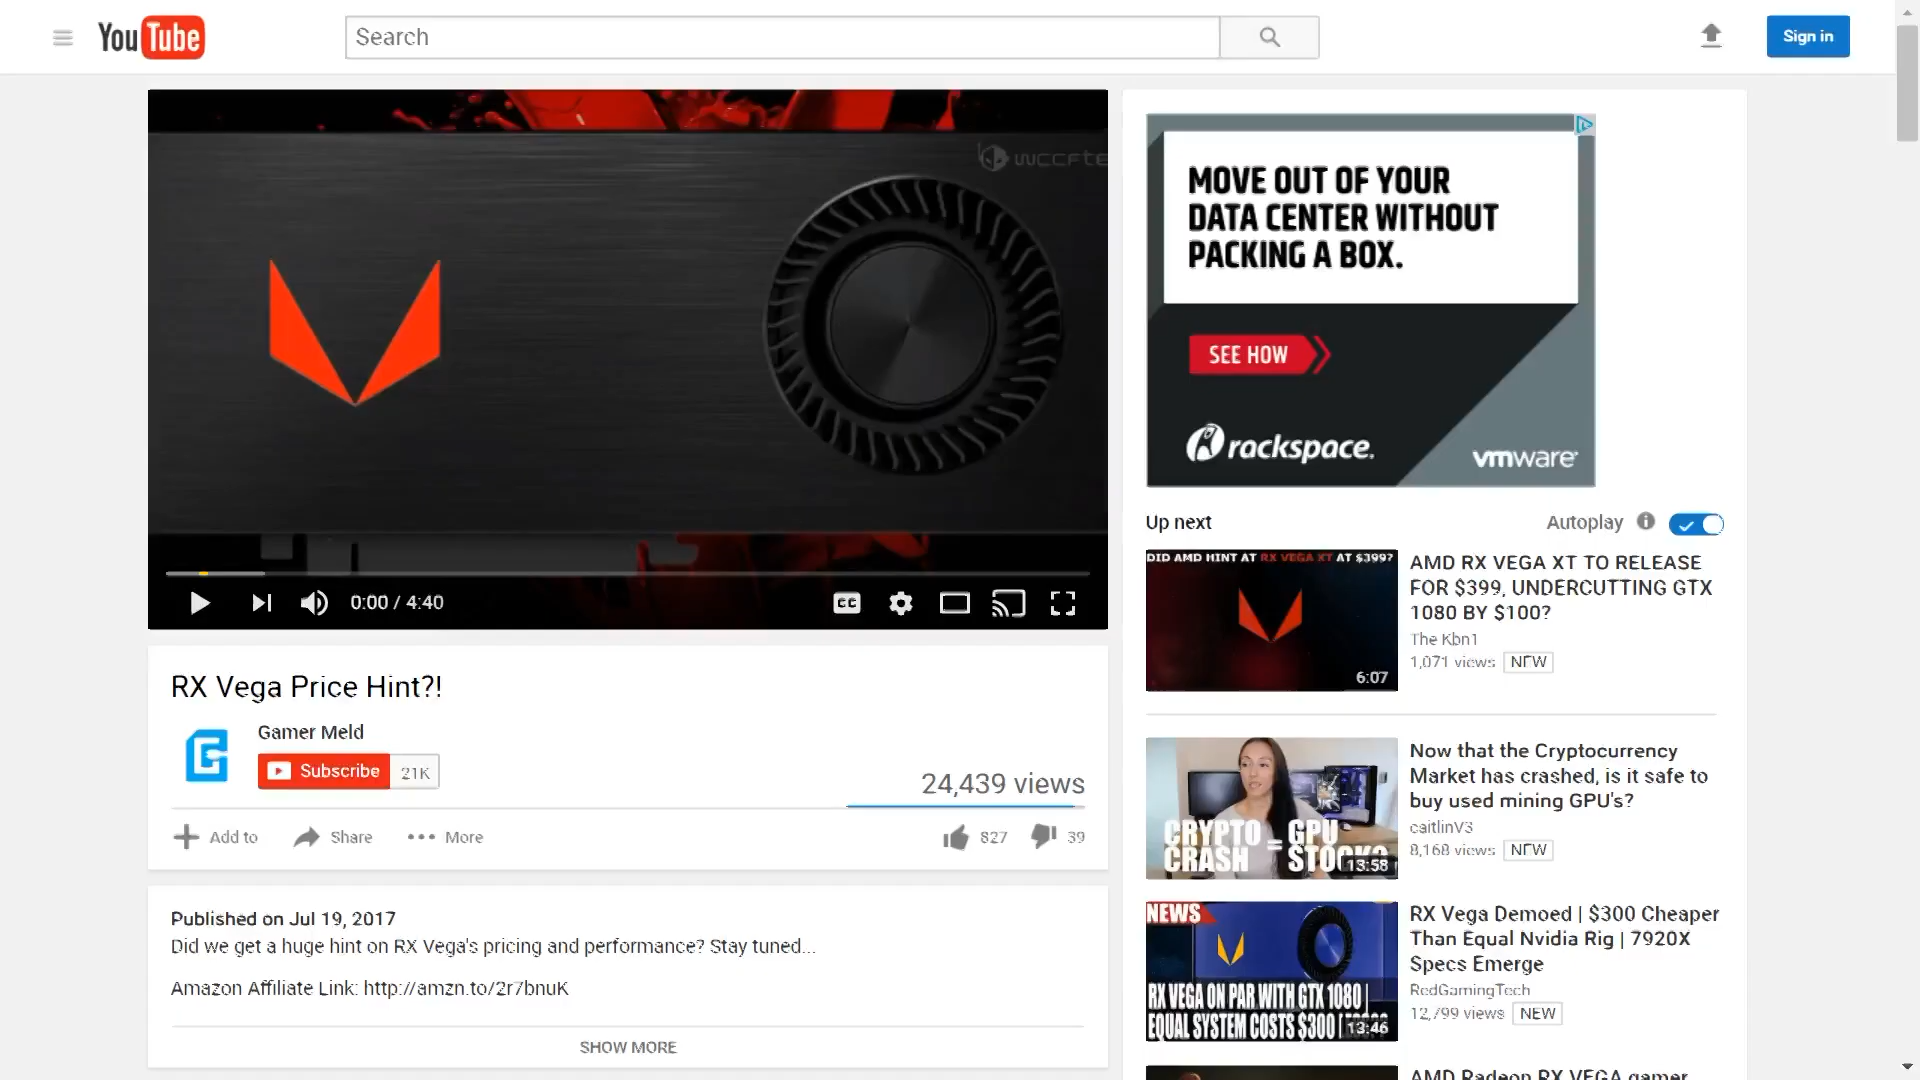 YouTube
Search
Sign in
WCCFTE
0:00 / 4:40
CC
RX Vega Price Hint?!
Gamer Meld
Subscribe 21K
24,439 views
Add to
Share
More
827
39
Published on Jul 19, 2017
Did we get a huge hint on RX Vega's pricing and performance? Stay tuned...
Amazon Affiliate Link: http://amzn.to/2r7bnuK
SHOW MORE
MOVE OUT OF YOUR
DATA CENTER WITHOUT
PACKING A BOX.
SEE HOW
rackspace.
vmware
Up next
Autoplay
DID AMD HINT AT RX VEGA XT AT $399?
6:07
AMD RX VEGA XT TO RELEASE
FOR $399, UNDERCUTTING GTX
1080 BY $100?
The Kbn1
1,071 views NEW
CRYPTO CRASH = GPU STOCK?
13:58
Now that the Cryptocurrency
Market has crashed, is it safe to
buy used mining GPU's?
caitlinV3
8,168 views NEW
NEWS
RX VEGA ON PAR WITH GTX 1080 |
EQUAL SYSTEM COSTS $300 |
13:46
RX Vega Demoed | $300 Cheaper
Than Equal Nvidia Rig | 7920X
Specs Emerge
RedGamingTech
12,799 views NEW
AMD Radeon RX VEGA gamer